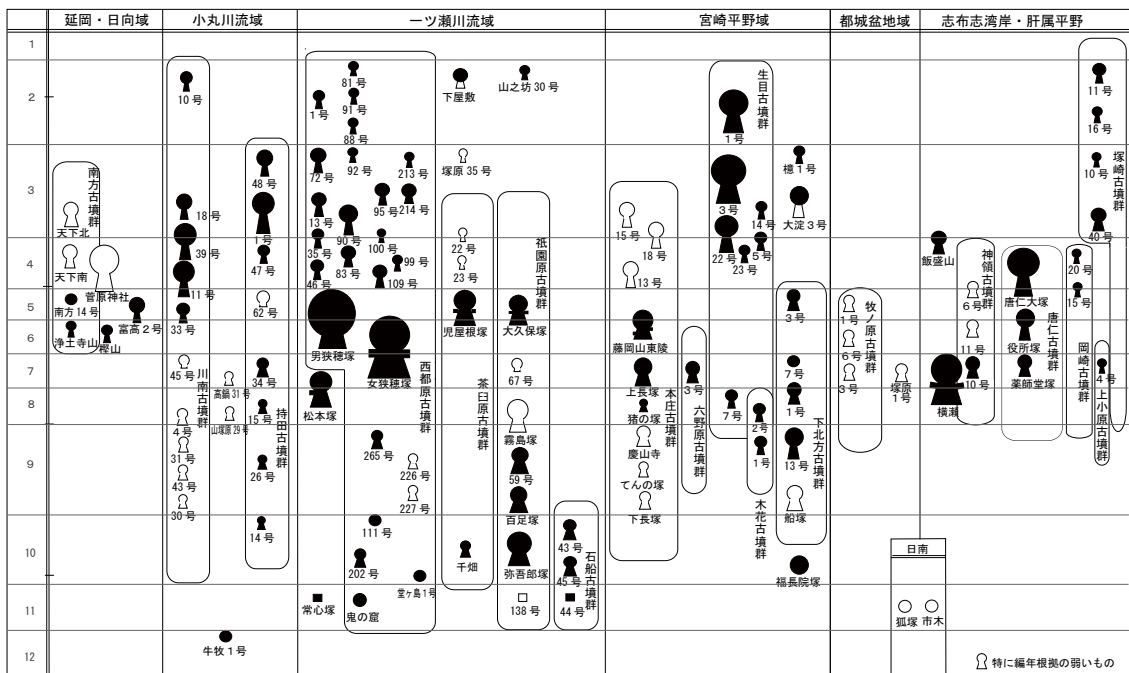 延岡・日向域
小丸川流域
一ツ瀬川流域
宮崎平野域
都城盆地域
志布志湾岸・肝属平野
1
2
3
4
5
6
7
8
9
10
11
12
南方古墳群
天下北
天下南
菅原神社
南方14号
富高2号
浄土寺山
樫山
10号
18号
39号
11号
33号
45号
4号
31号
43号
30号
川南古墳群
高鍋31号
山塚原29号
牛牧1号
48号
1号
47号
62号
34号
15号
26号
14号
持田古墳群
81号
1号
91号
88号
72号
92号
213号
13号
95号
214号
90号
35号
100号
83号
99号
46号
109号
男狭穂塚
女狭穂塚
西都原古墳群
松本塚
265号
226号
227号
111号
202号
堂ヶ島1号
常心塚
鬼の窟
下屋敷
山之坊30号
塚原35号
22号
23号
児屋根塚
茶臼原古墳群
千畑
祇園原古墳群
大久保塚
67号
霧島塚
59号
百足塚
弥吾郎塚
138号
43号
45号
44号
石船古墳群
15号
18号
13号
藤岡山東陵
上長塚
猪の塚
慶山寺
てんの塚
下長塚
本庄古墳群
3号
六野原古墳群
生目古墳群
1号
3号
14号
22号
5号
23号
7号
檍1号
大淀3号
2号
1号
木花古墳群
3号
7号
1号
13号
船塚
下北方古墳群
福長院塚
牧ノ原古墳群
1号
6号
3号
塚原1号
日南
狐塚
市木
飯盛山
神領古墳群
6号
11号
10号
横瀬
唐仁大塚
役所塚
薬師堂塚
唐仁古墳群
20号
15号
岡崎古墳群
11号
16号
10号
40号
塚崎古墳群
4号
上小原古墳群
特に編年根拠の弱いもの